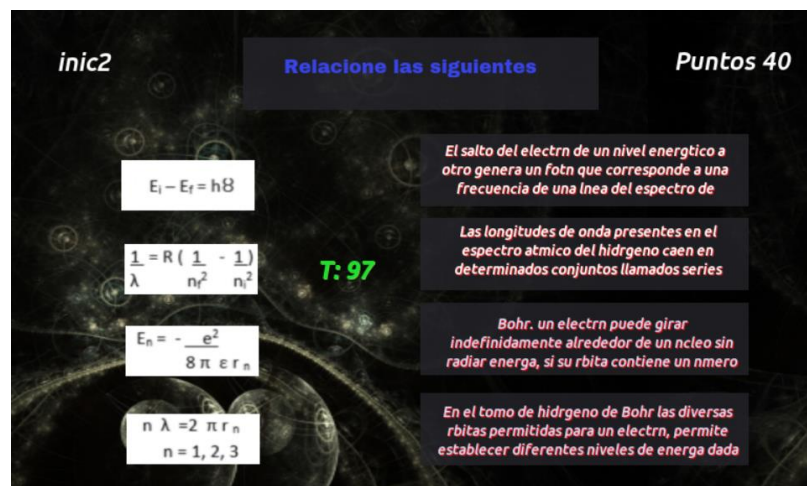 inic2
Relacione las siguientes
Puntos 40
Ei – Ef = h8
1 = R ( 1 - 1)
λ nf² ni²
En = - e²
8 π ε rn
n λ =2 π rn
n = 1, 2, 3
T: 97
El salto del electrn de un nivel energtico a
otro genera un fotn que corresponde a una
frecuencia de una lnea del espectro de
Las longitudes de onda presentes en el
espectro atmico del hidrgeno caen en
determinados conjuntos llamados series
Bohr. un electrn puede girar
indefinidamente alrededor de un ncleo sin
radiar energa, si su rbita contiene un nmero
En el tomo de hidrgeno de Bohr las diversas
rbitas permitidas para un electrn, permite
establecer diferentes niveles de energa dada